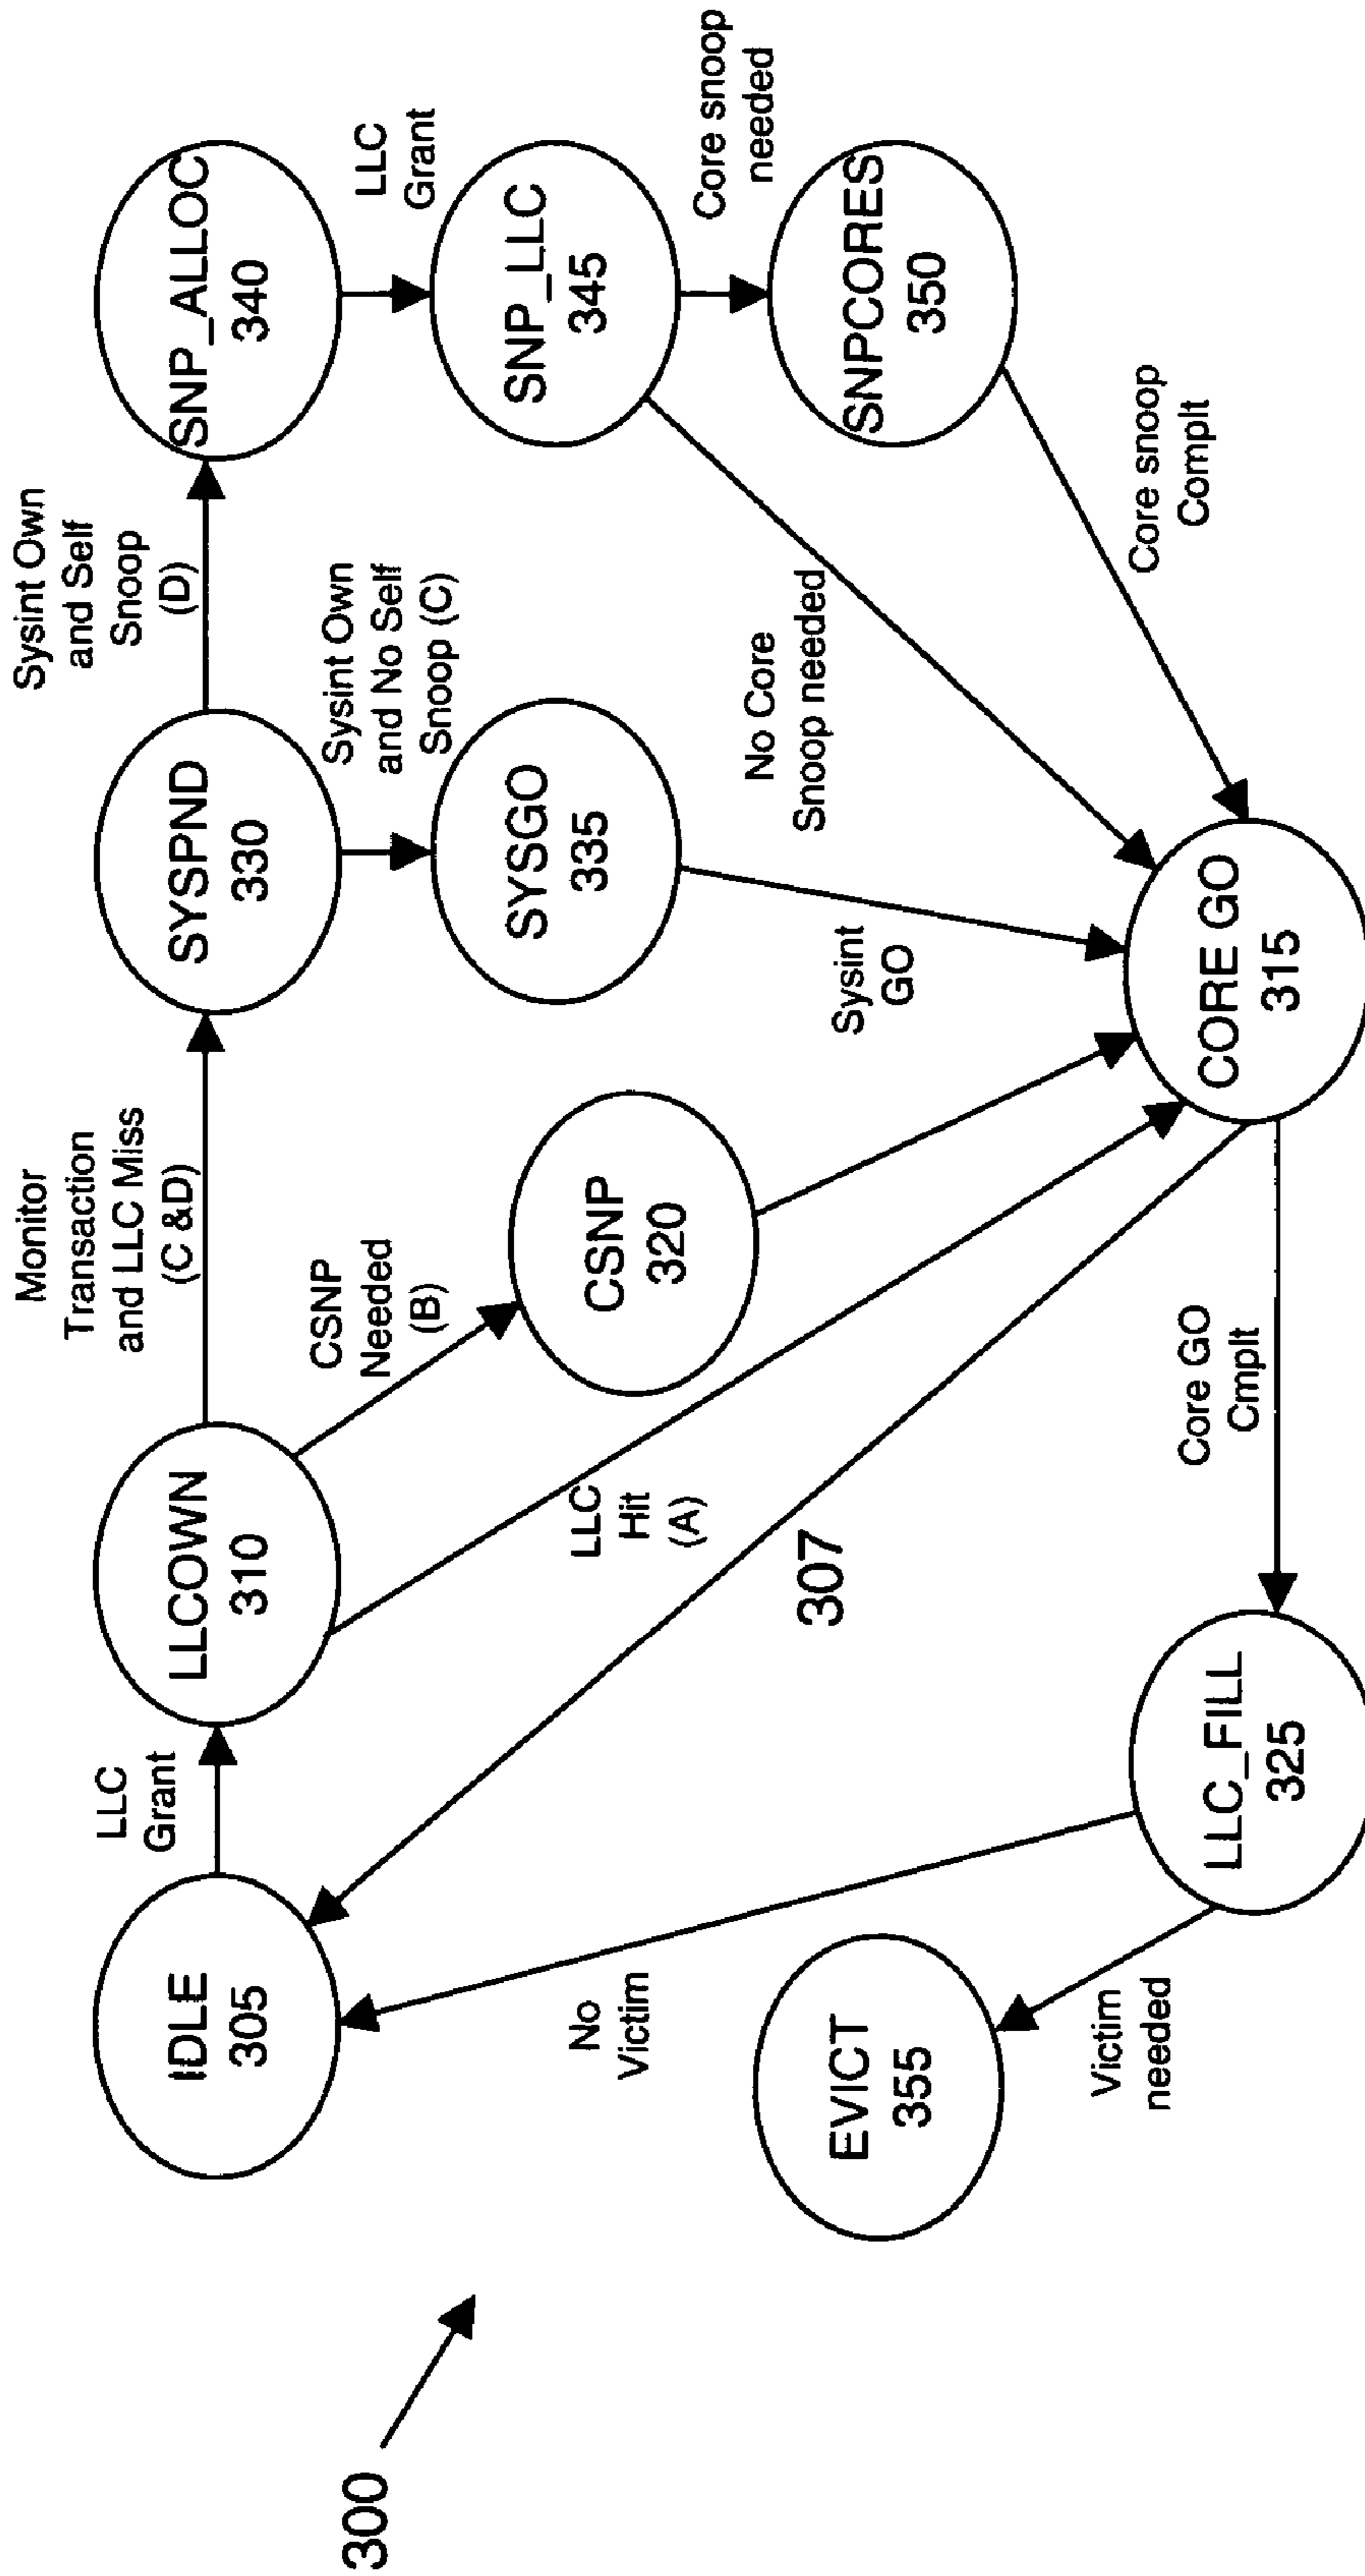 300
IDLE
305
LLC
Grant
LLCOWN
310
Monitor
Transaction
and LLC Miss
(C &D)
SYSPND
330
Sysint Own
and Self
Snoop
(D)
SNP_ALLOC
340
LLC
Grant
SNP_LLC
345
Core snoop
needed
SNPCORES
350
Sysint Own
and No Self
Snoop (C)
SYSGO
335
CSNP
Needed
(B)
CSNP
320
LLC
Hit
(A)
307
No Core
Snoop needed
Sysint
GO
Core snoop
Complt
CORE GO
315
Core GO
Cmplt
LLC_FILL
325
No
Victim
Victim
needed
EVICT
355